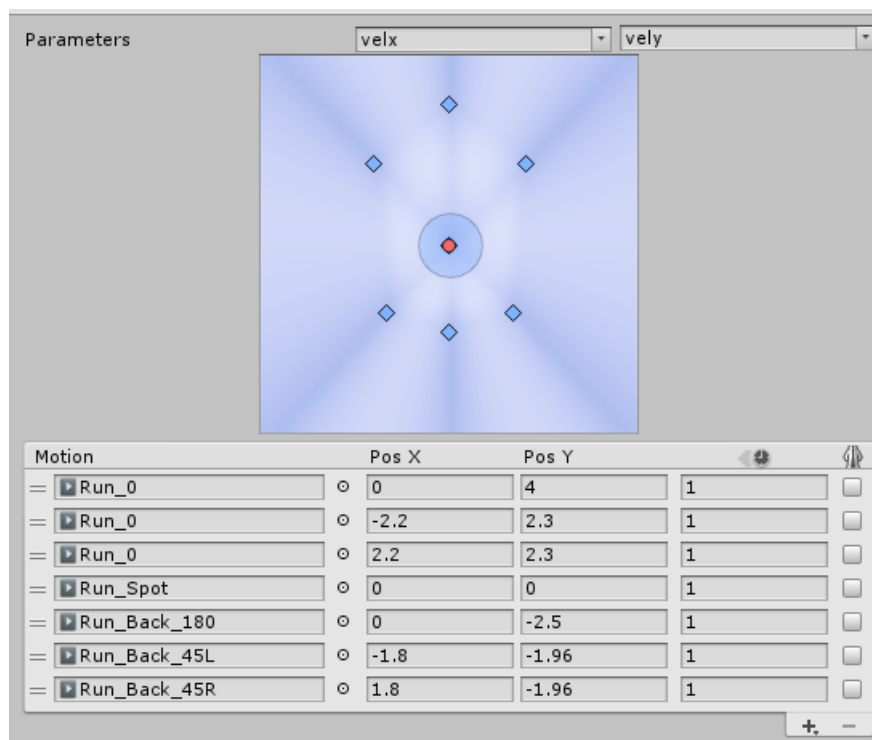 Parameters velx vely
Motion Pos X Pos Y
Run_0 0 4 1
Run_0 -2.2 2.3 1
Run_0 2.2 2.3 1
Run_Spot 0 0 1
Run_Back_180 0 -2.5 1
Run_Back_45L -1.8 -1.96 1
Run_Back_45R 1.8 -1.96 1